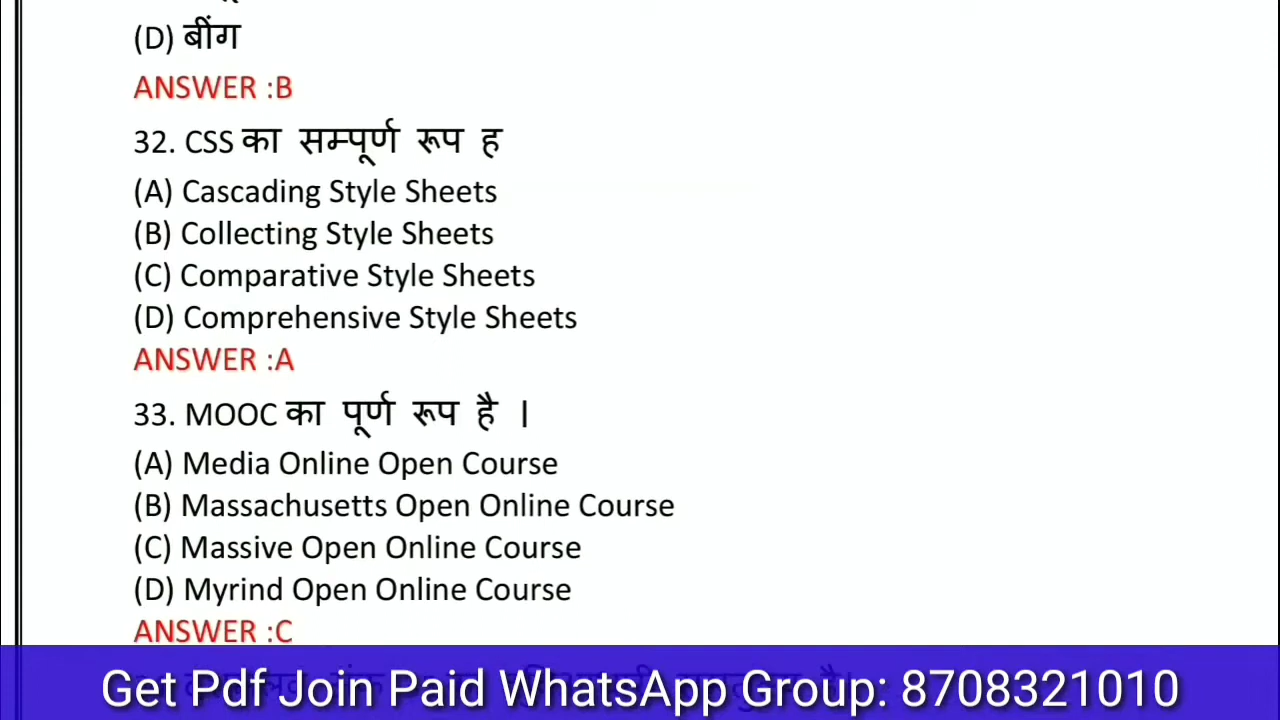 (D) बींग
ANSWER :B
32. CSS का सम्पूर्ण रूप ह
(A) Cascading Style Sheets
(B) Collecting Style Sheets
(C) Comparative Style Sheets
(D) Comprehensive Style Sheets
ANSWER :A
33. MOOC का पूर्ण रूप है ।
(A) Media Online Open Course
(B) Massachusetts Open Online Course
(C) Massive Open Online Course
(D) Myrind Open Online Course
ANSWER :C
Get Pdf Join Paid WhatsApp Group: 8708321010